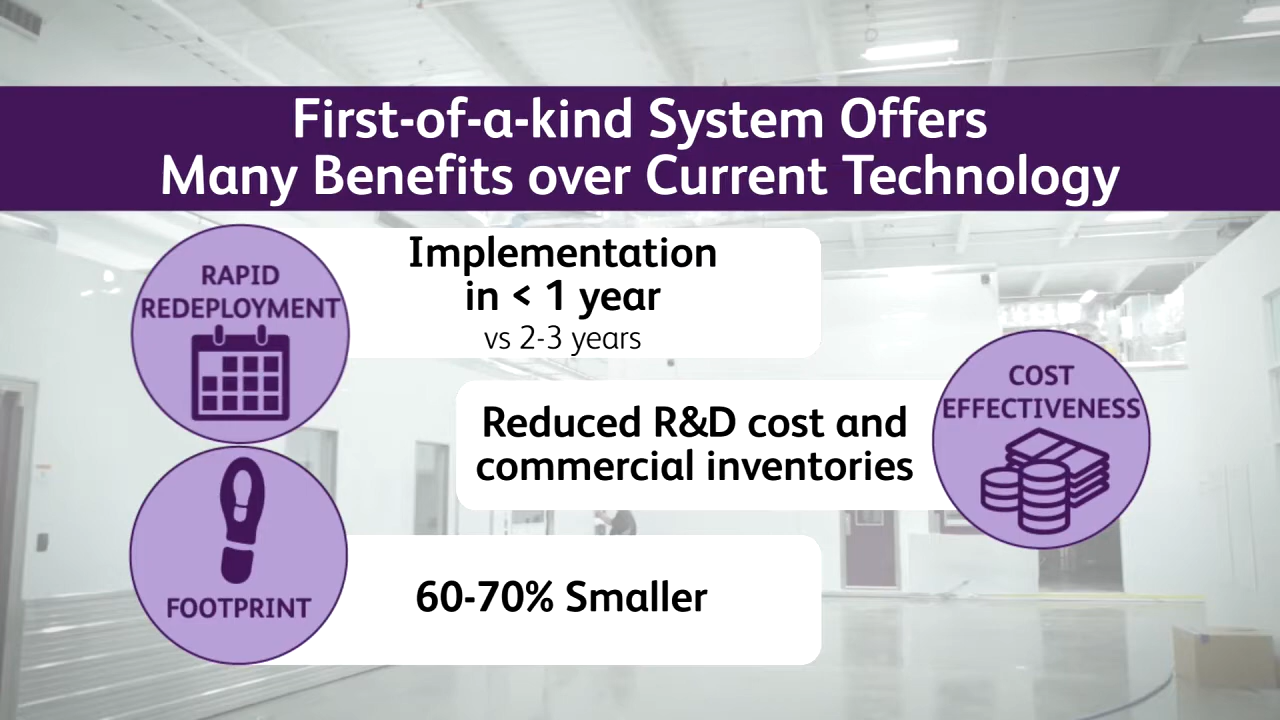 First-of-a-kind System Offers
Many Benefits over Current Technology
RAPID
REDEPLOYMENT
Implementation
in < 1 year
vs 2-3 years
Reduced R&D cost and
commercial inventories
COST
EFFECTIVENESS
FOOTPRINT
60-70% Smaller